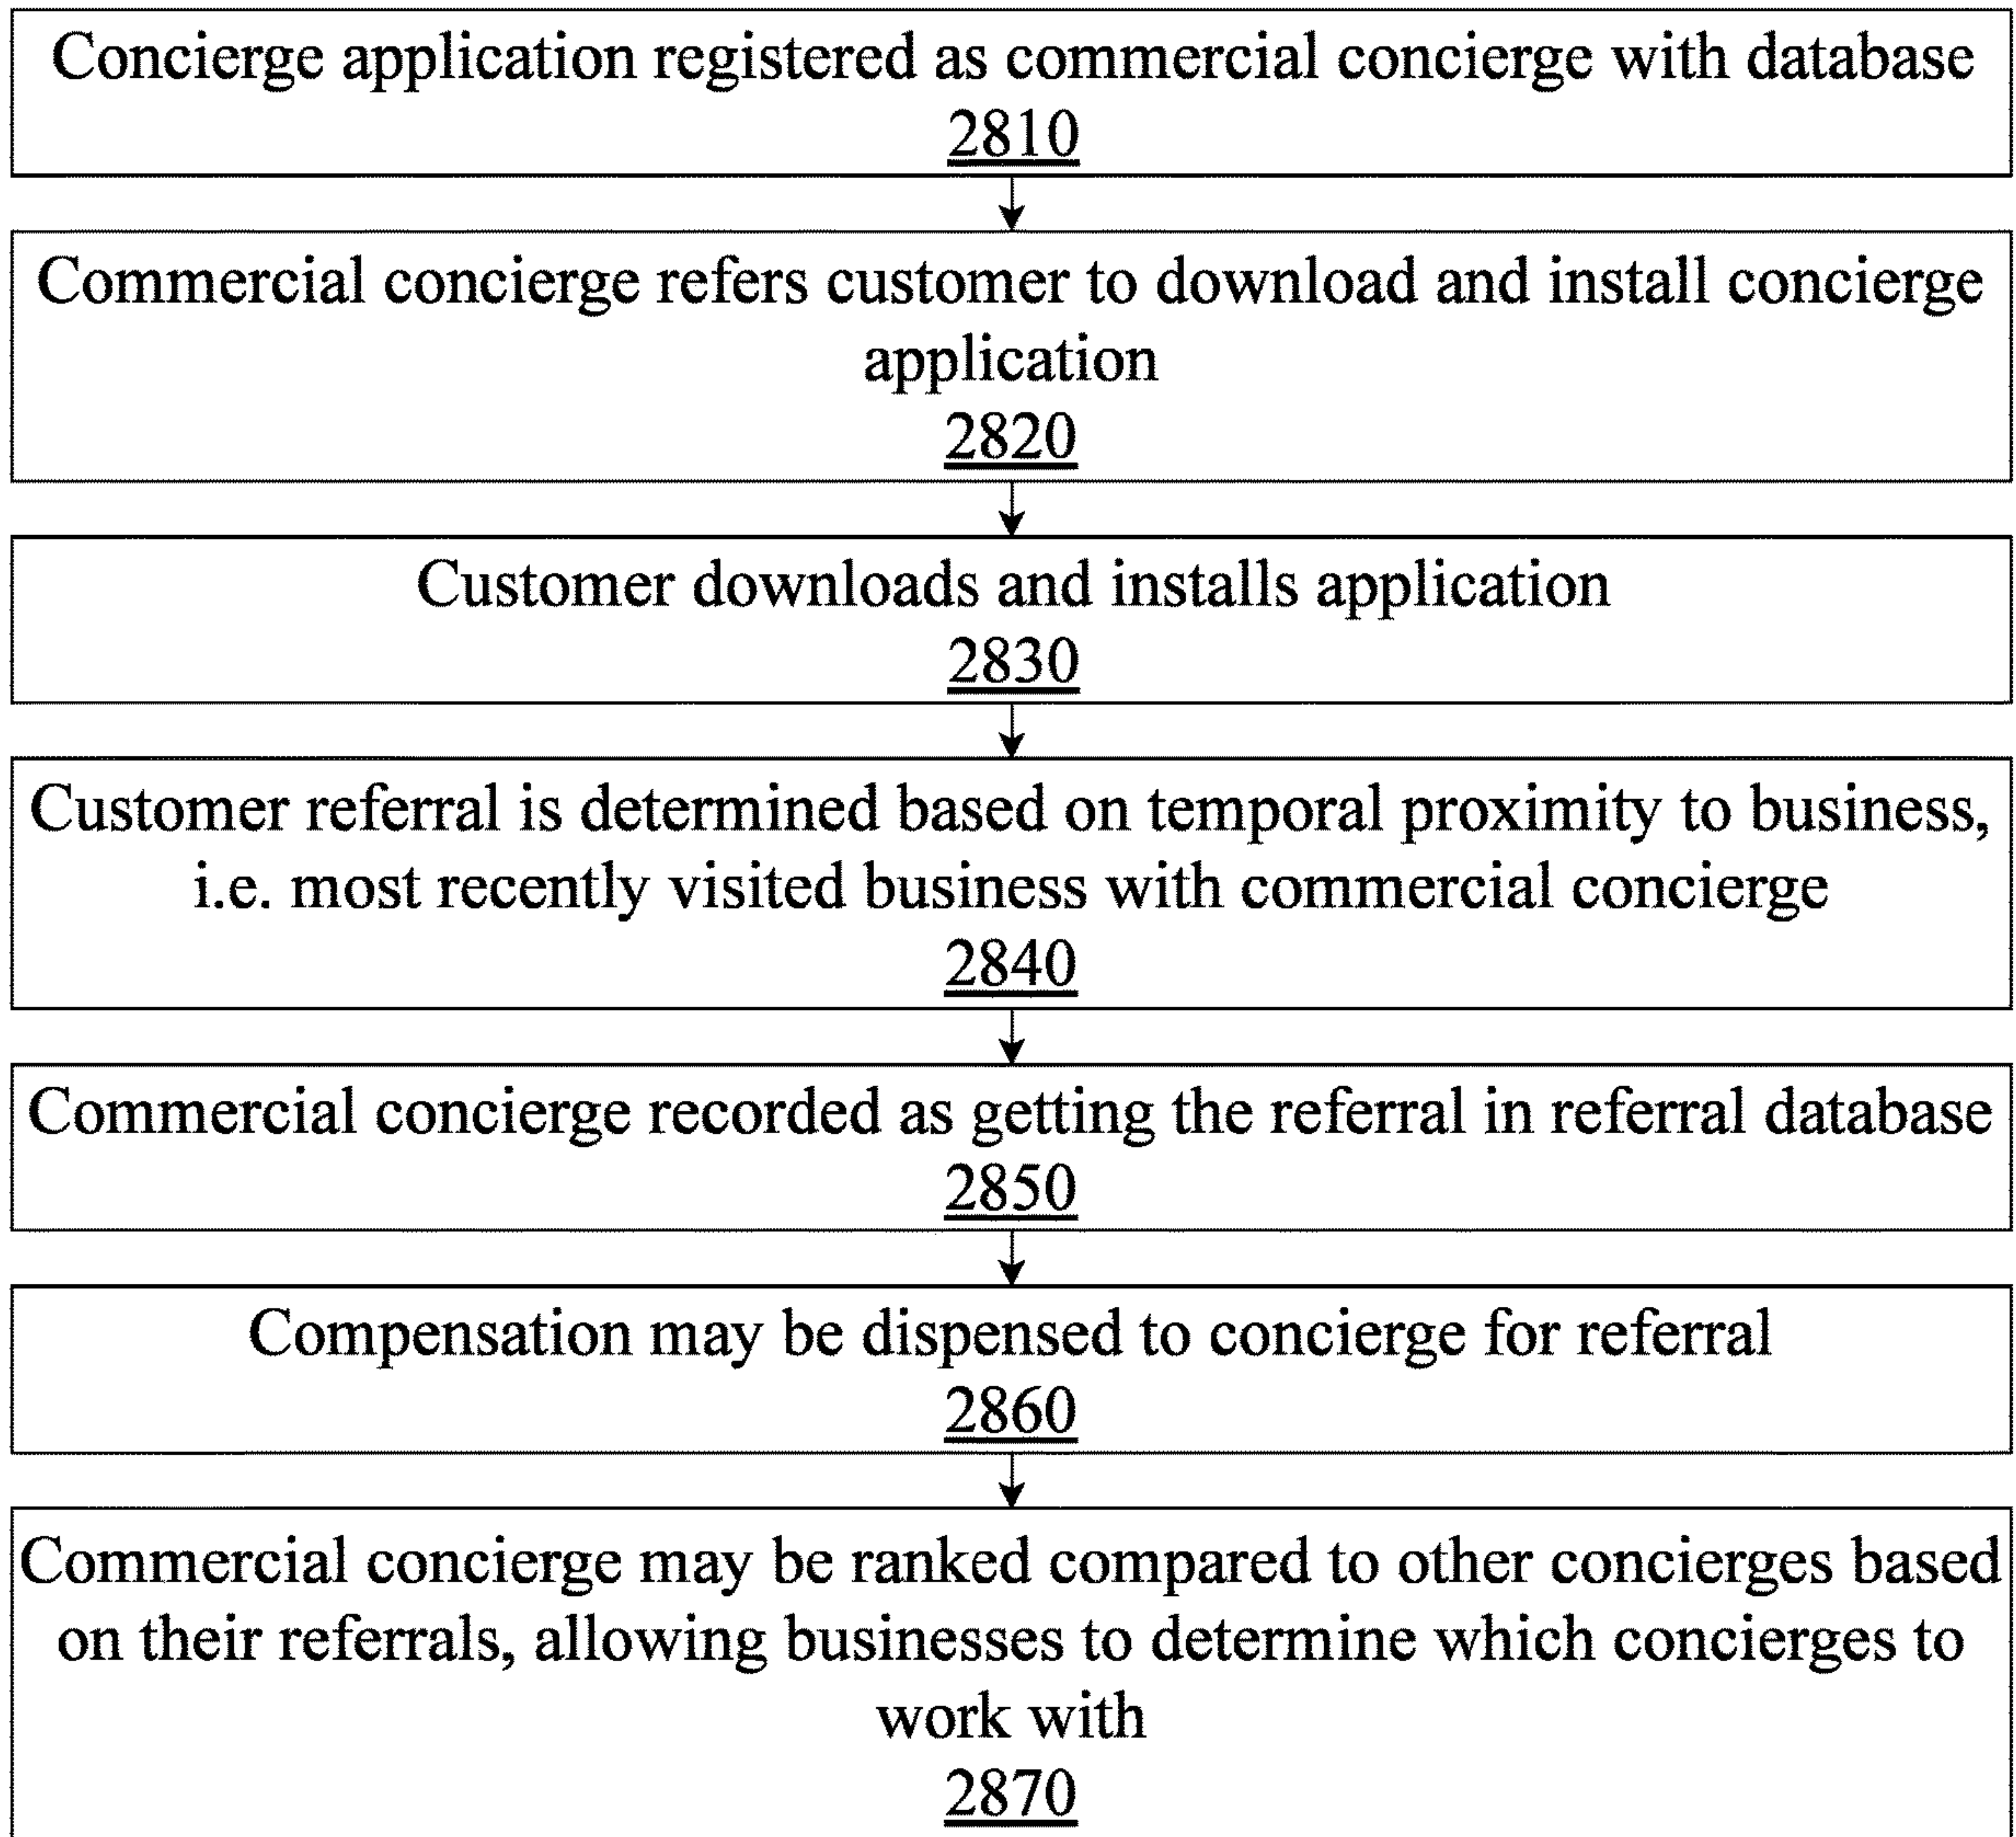 Concierge application registered as commercial concierge with database
2810
Commercial concierge refers customer to download and install concierge
application
2820
Customer downloads and installs application
2830
Customer referral is determined based on temporal proximity to business,
i.e. most recently visited business with commercial concierge
2840
Commercial concierge recorded as getting the referral in referral database
2850
Compensation may be dispensed to concierge for referral
2860
Commercial concierge may be ranked compared to other concierges based
on their referrals, allowing businesses to determine which concierges to
work with
2870